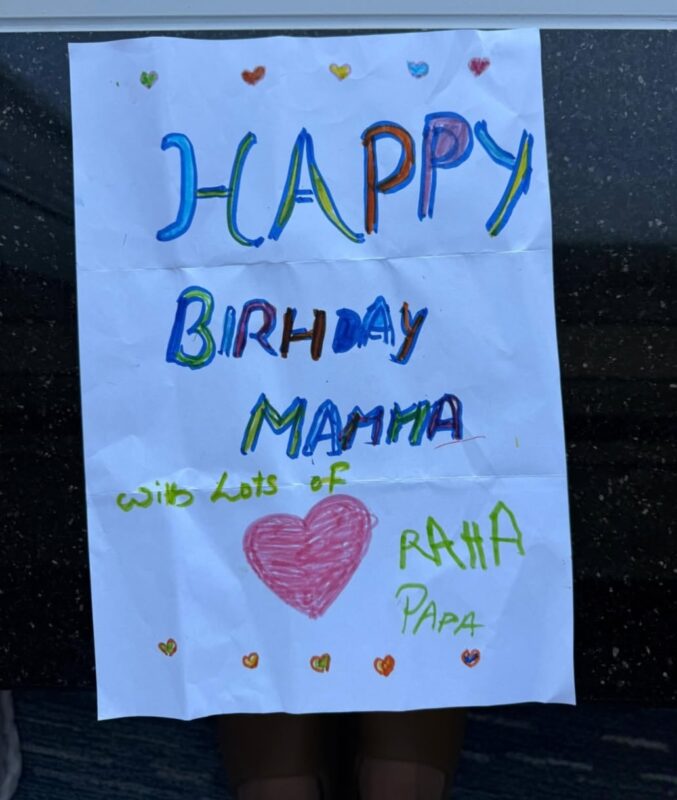 HAPPY
BIRHDAY
MAMMA
with Lots of
RAHA
PAPA